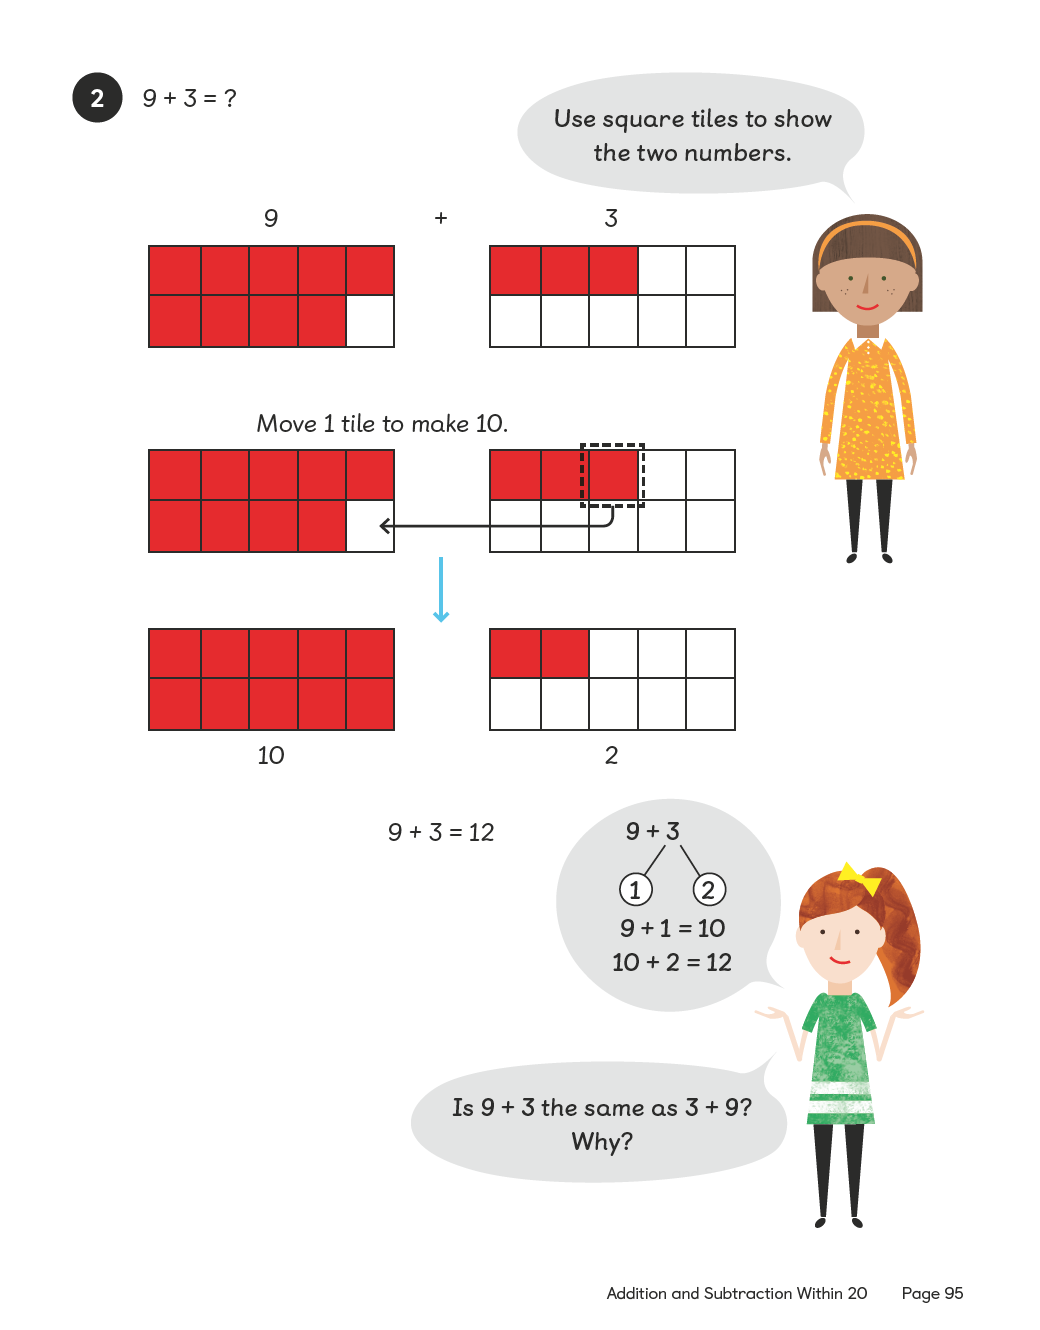 2 9 + 3 = ?
Use square tiles to show
the two numbers.
9 + 3
Move 1 tile to make 10.
10 2
9 + 3 = 12
9 + 3
1 2
9 + 1 = 10
10 + 2 = 12
Is 9 + 3 the same as 3 + 9?
Why?
Addition and Subtraction Within 20 Page 95